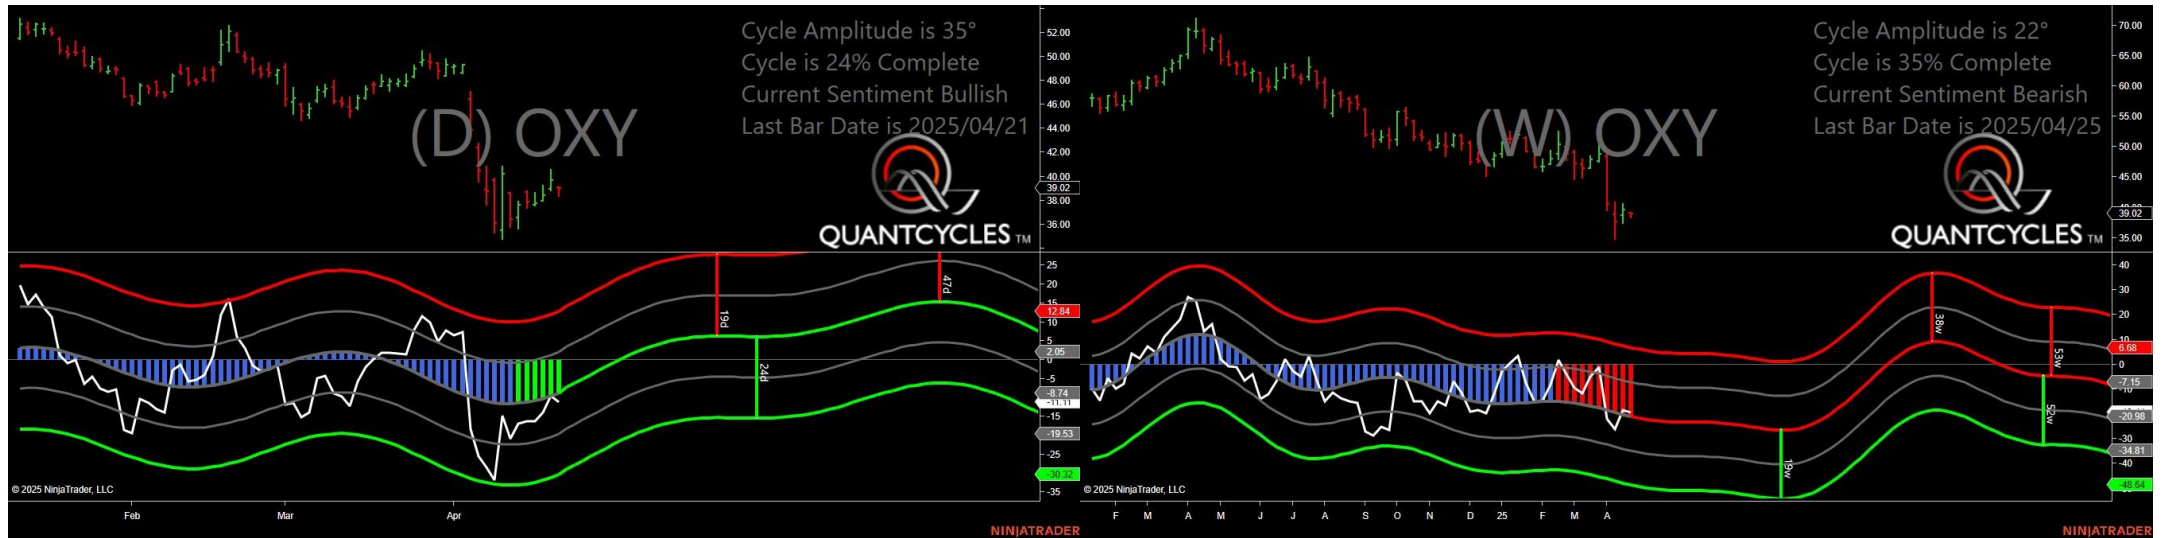 Cycle Amplitude is 35°
Cycle is 24% Complete
Current Sentiment Bullish
Last Bar Date is 2025/04/21
(D) OXY
QUANTCYCLES TM
52.00
50.00
48.00
46.00
44.00
42.00
40.00
39.02
38.00
36.00
25
20
15
12.84
10
5
2.05
0
-5
-8.74
-11.11
-15
-19.53
-25
-30.32
-35
19d
24d
47d
© 2025 NinjaTrader, LLC
Feb Mar Apr
NINJATRADER
Cycle Amplitude is 22°
Cycle is 35% Complete
Current Sentiment Bearish
Last Bar Date is 2025/04/25
(W) OXY
QUANTCYCLES TM
70.00
65.00
60.00
55.00
50.00
45.00
39.02
35.00
40
30
20
10
6.68
0
-7.15
-10
-20.98
-30
-34.81
-40
-48.64
38w
53w
52w
19w
© 2025 NinjaTrader, LLC
F M A M J J A S O N D 25 F M A
NINJATRADER